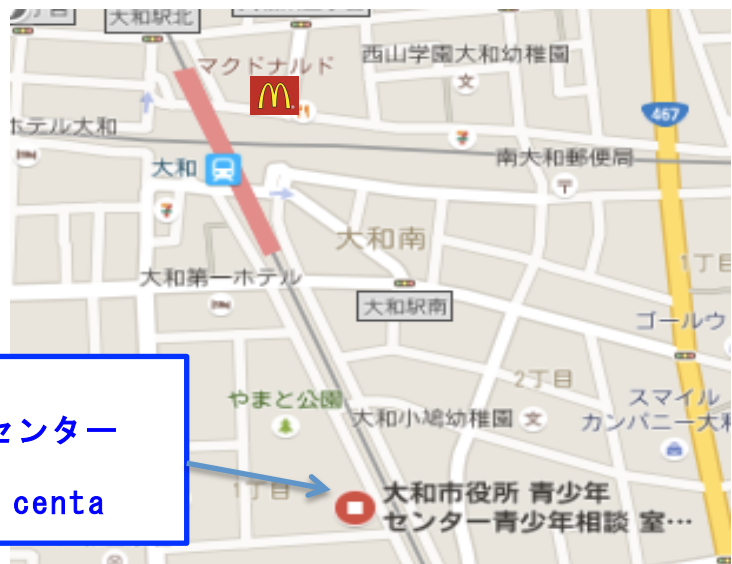 丁目
大和駅北
マクドナルド
西山学園大和幼稚園
文
467
ホテル大和
大和
南大和郵便局
大和南
1丁目
大和第一ホテル
大和駅南
ゴールウ
2丁目
やまと公園
大和小鳩幼稚園 文
スマイル
カンパニー大和
センター
centa
1丁目
大和市役所 青少年
センター青少年相談 室…